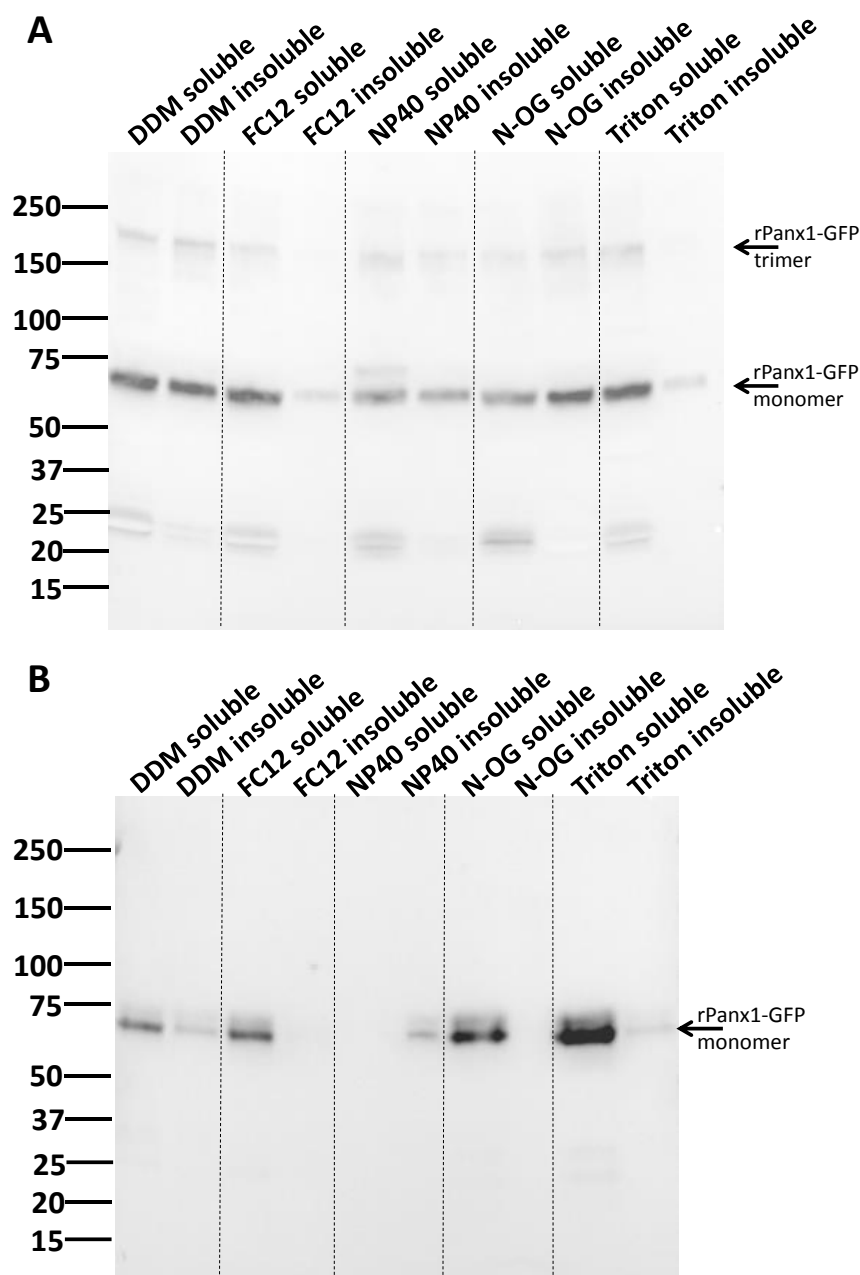 A
DDM soluble
DDM insoluble
FC12 soluble
FC12 insoluble
NP40 soluble
NP40 insoluble
N-OG soluble
N-OG insoluble
Triton soluble
Triton insoluble
250
150
100
75
50
37
25
20
15
rPanx1-GFP
trimer
rPanx1-GFP
monomer
B
DDM soluble
DDM insoluble
FC12 soluble
FC12 insoluble
NP40 soluble
NP40 insoluble
N-OG soluble
N-OG insoluble
Triton soluble
Triton insoluble
250
150
100
75
50
37
25
20
15
rPanx1-GFP
monomer